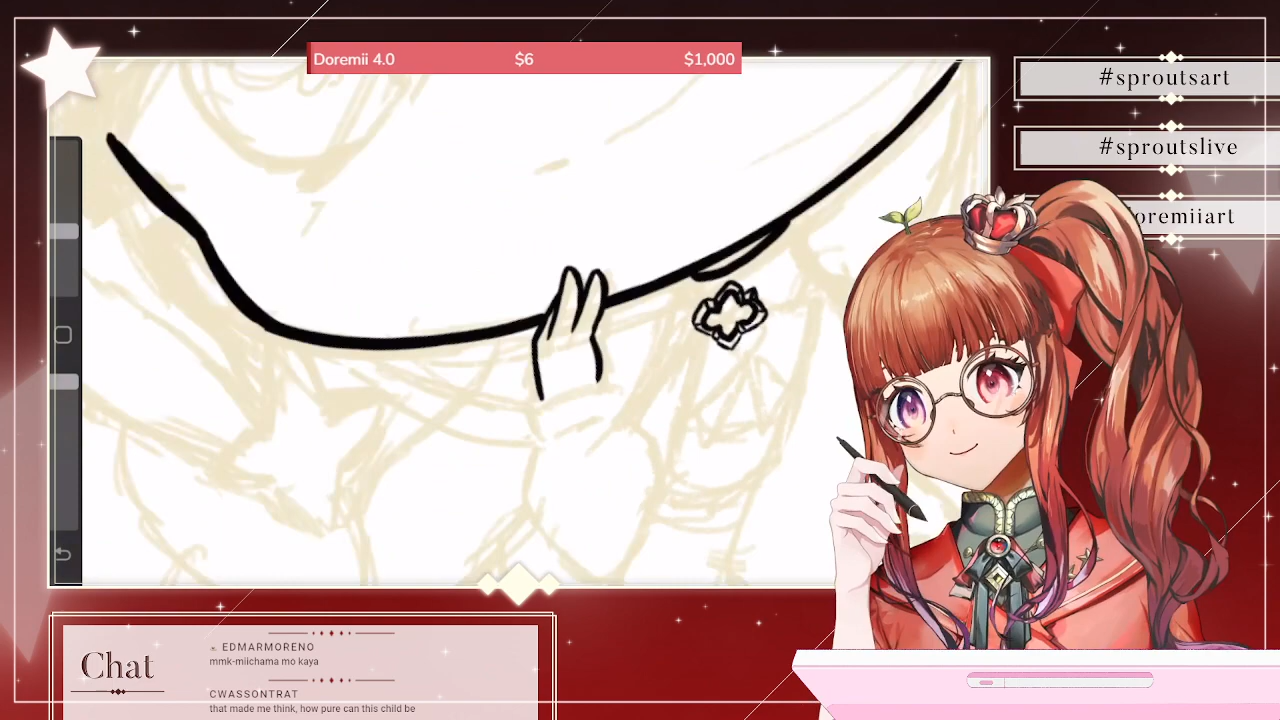 Doremii 4.0 $6 $1,000
#sproutsart
#sproutslive
oremiiart
Chat
EDMARMORENO
mmk-miichama mo kaya
CWASSONTRAT
that made me think, how pure can this child be